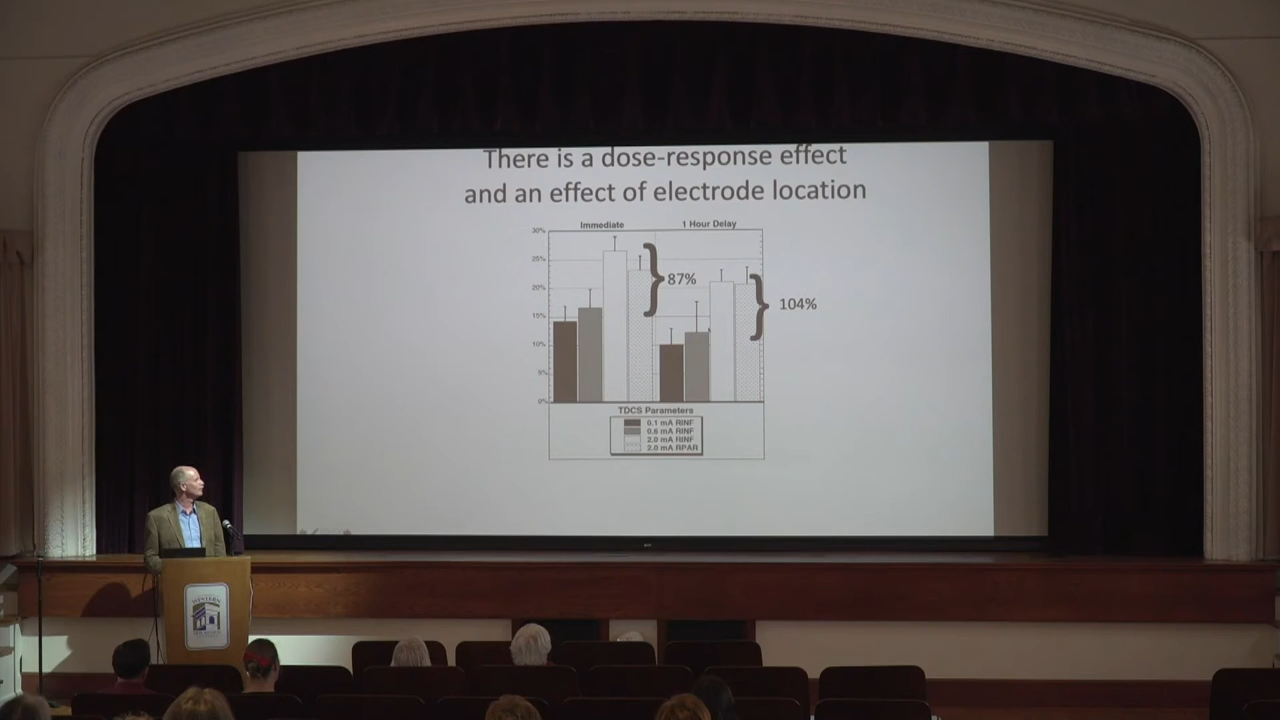 There is a dose-response effect
and an effect of electrode location
Immediate
1 Hour Delay
30%
25%
20%
15%
10%
5%
0%
87%
104%
TDCS Parameters
0.1 mA RINF
0.6 mA RINF
2.0 mA RINF
2.0 mA RPAR
WESTERN